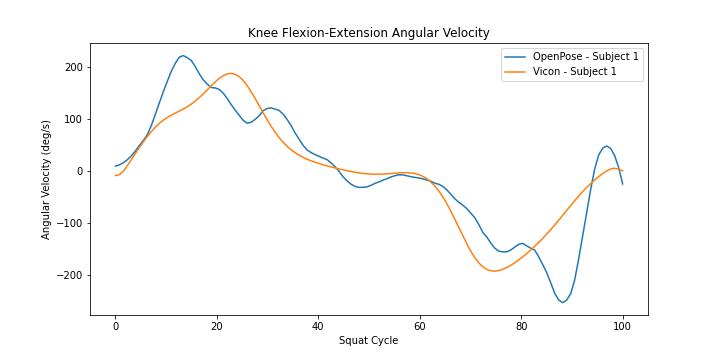 Knee Flexion-Extension Angular Velocity
OpenPose - Subject 1
Vicon - Subject 1
Angular Velocity (deg/s)
200
100
0
−100
−200
0 20 40 60 80 100
Squat Cycle